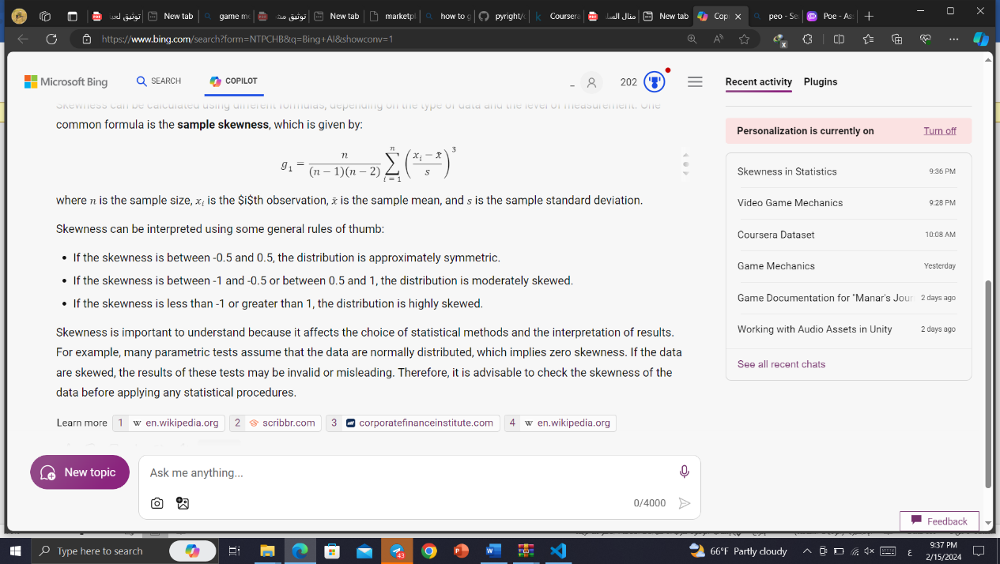 توثيق لعب
New tab
game me
توثيق مش
New tab
marketpl
how to g
pyright/c
Coursera
مثال السلا
New tab
Cop
peo - Se
Poe - Ass
https://www.bing.com/search?form=NTPCHB&q=Bing+AI&showconv=1
Microsoft Bing
SEARCH
COPILOT
202
Recent activity
Plugins
Skewness can be calculated using different formulas, depending on the type of data and the level of measurement. One
common formula is the sample skewness, which is given by:
g₁ = n/((n − 1)(n − 2)) ∑ᵢ₌₁ⁿ ((xᵢ − x̄)/s)³
where n is the sample size, xᵢ is the $i$th observation, x̄ is the sample mean, and s is the sample standard deviation.
Skewness can be interpreted using some general rules of thumb:
• If the skewness is between -0.5 and 0.5, the distribution is approximately symmetric.
• If the skewness is between -1 and -0.5 or between 0.5 and 1, the distribution is moderately skewed.
• If the skewness is less than -1 or greater than 1, the distribution is highly skewed.
Skewness is important to understand because it affects the choice of statistical methods and the interpretation of results.
For example, many parametric tests assume that the data are normally distributed, which implies zero skewness. If the data
are skewed, the results of these tests may be invalid or misleading. Therefore, it is advisable to check the skewness of the
data before applying any statistical procedures.
Learn more 1 W en.wikipedia.org 2 scribbr.com 3 corporatefinanceinstitute.com 4 W en.wikipedia.org
Personalization is currently on Turn off
Skewness in Statistics 9:36 PM
Video Game Mechanics 9:28 PM
Coursera Dataset 10:08 AM
Game Mechanics Yesterday
Game Documentation for "Manar's Jour 2 days ago
Working with Audio Assets in Unity 2 days ago
See all recent chats
New topic
Ask me anything...
0/4000
Feedback
Type here to search
43
66°F Partly cloudy
ع
9:37 PM
2/15/2024